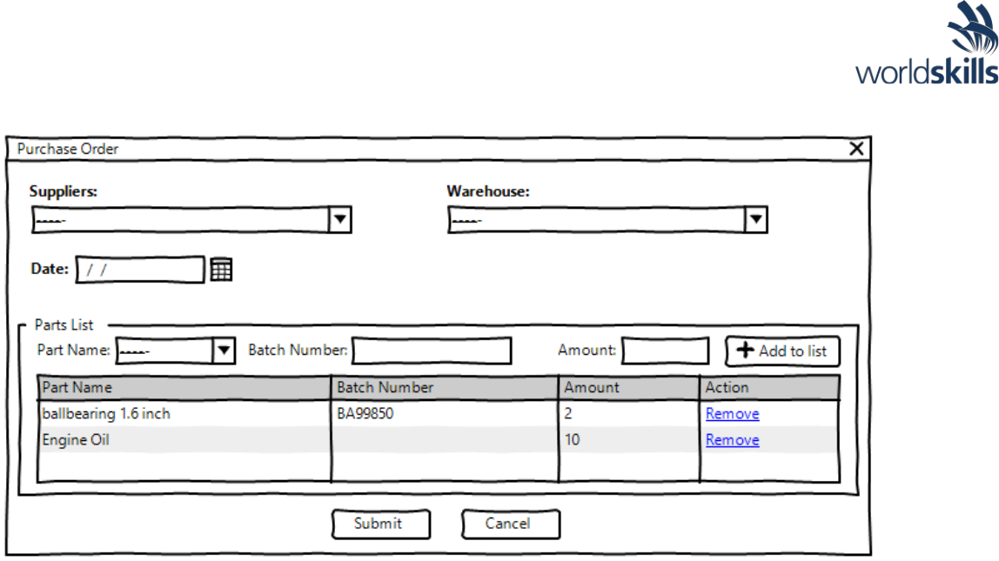 worldskills
Purchase Order
Suppliers: Warehouse:
----- -----
Date: / /
Parts List
Part Name: ----- Batch Number: Amount: + Add to list
Part Name Batch Number Amount Action
ballbearing 1.6 inch BA99850 2 Remove
Engine Oil 10 Remove
Submit Cancel